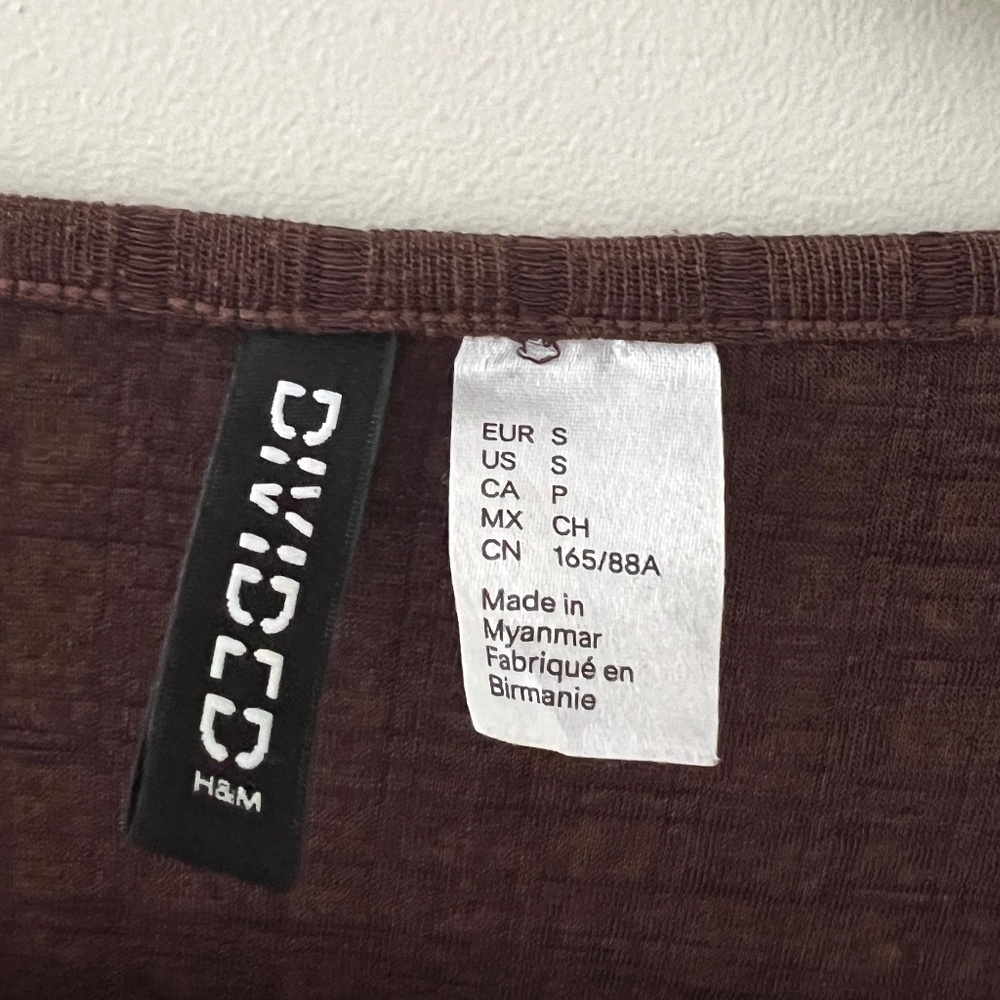 DIVIDED
H&M
EUR S
US S
CA P
MX CH
CN 165/88A
Made in
Myanmar
Fabriqué en
Birmanie